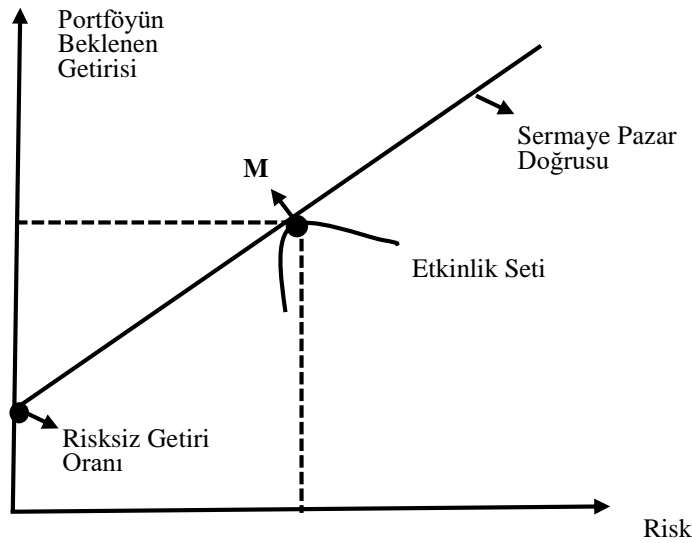 Portföyün
Beklenen
Getirisi
Sermaye Pazar
Doğrusu
M
Etkinlik Seti
Risksiz Getiri
Oranı
Risk